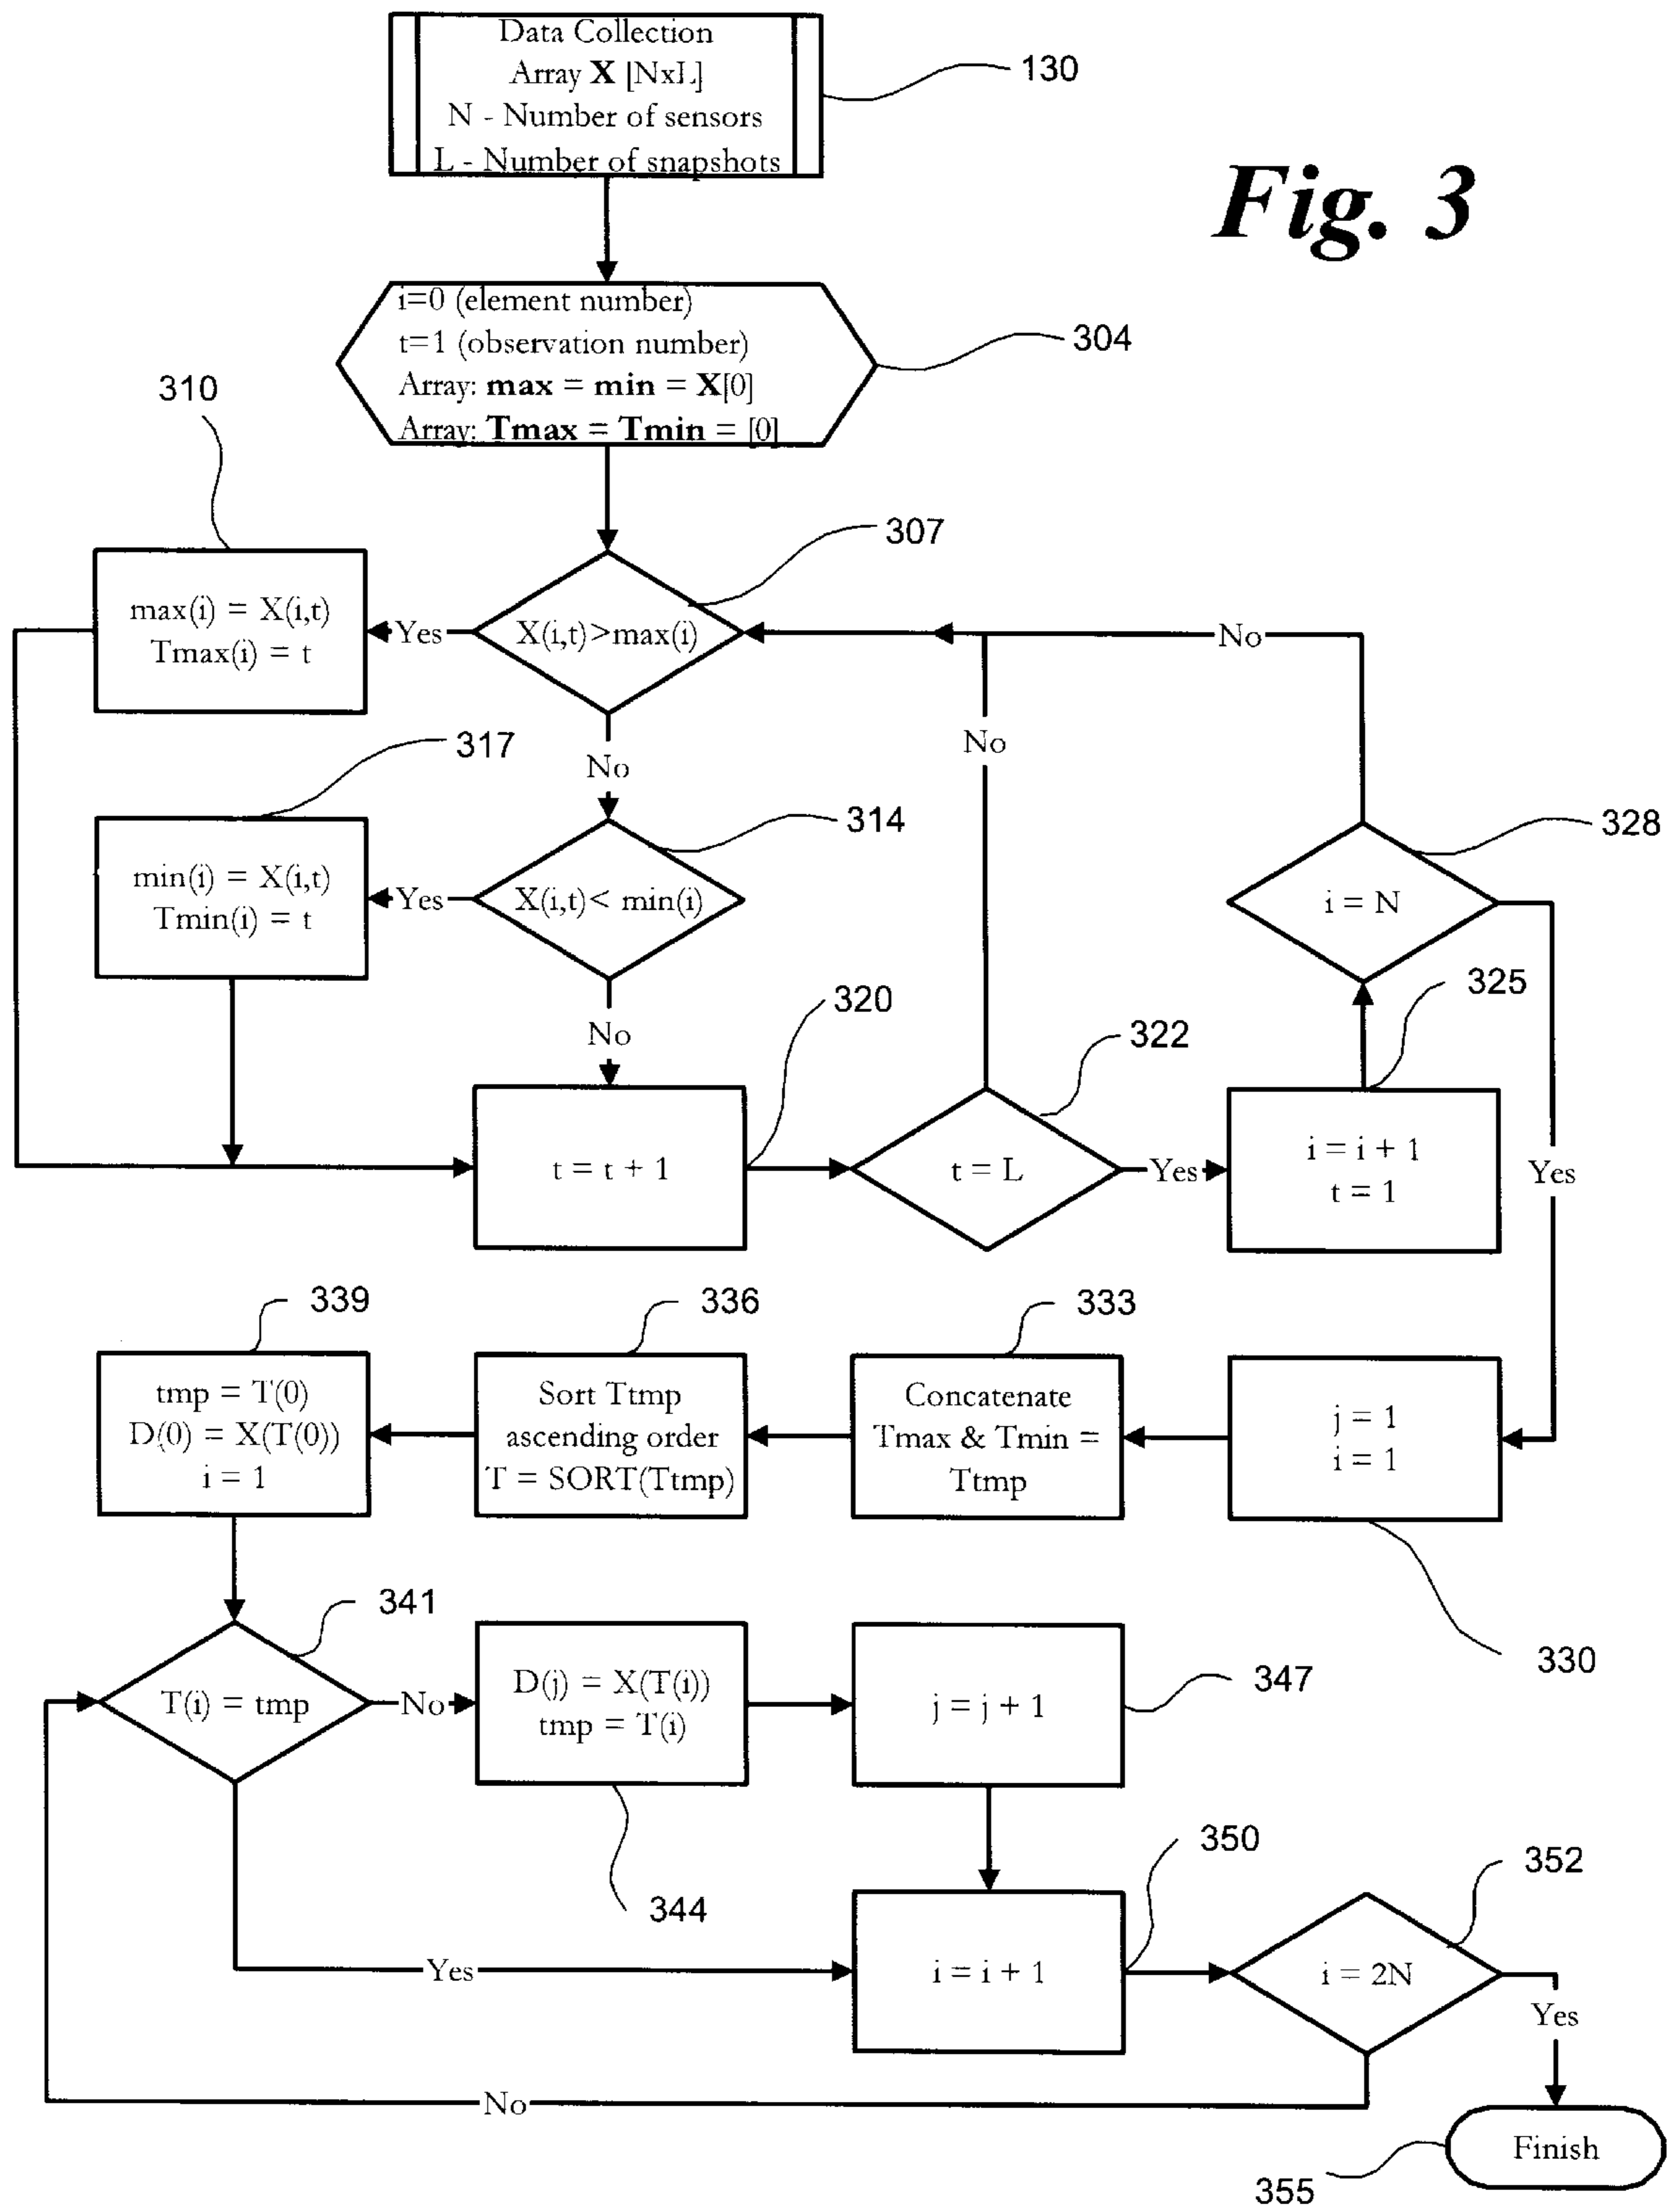 Data Collection
Array X [NxL]
N - Number of sensors
L - Number of snapshots
130
Fig. 3
i=0 (element number)
t=1 (observation number)
Array: max = min = X[0]
Array: Tmax = Tmin = [0]
304
310
307
max(i) = X(i,t)
Tmax(i) = t
Yes
X(i,t)>max(i)
No
No
No
317
314
328
min(i) = X(i,t)
Tmin(i) = t
Yes
X(i,t)< min(i)
i = N
No
320
322
325
t = t + 1
t = L
Yes
i = i + 1
t = 1
Yes
339
336
333
tmp = T(0)
D(0) = X(T(0))
i = 1
Sort Ttmp
ascending order
T = SORT(Ttmp)
Concatenate
Tmax & Tmin =
Ttmp
j = 1
i = 1
330
341
T(i) = tmp
No
D(j) = X(T(i))
tmp = T(i)
j = j + 1
347
344
350
352
Yes
i = i + 1
i = 2N
Yes
No
Finish
355